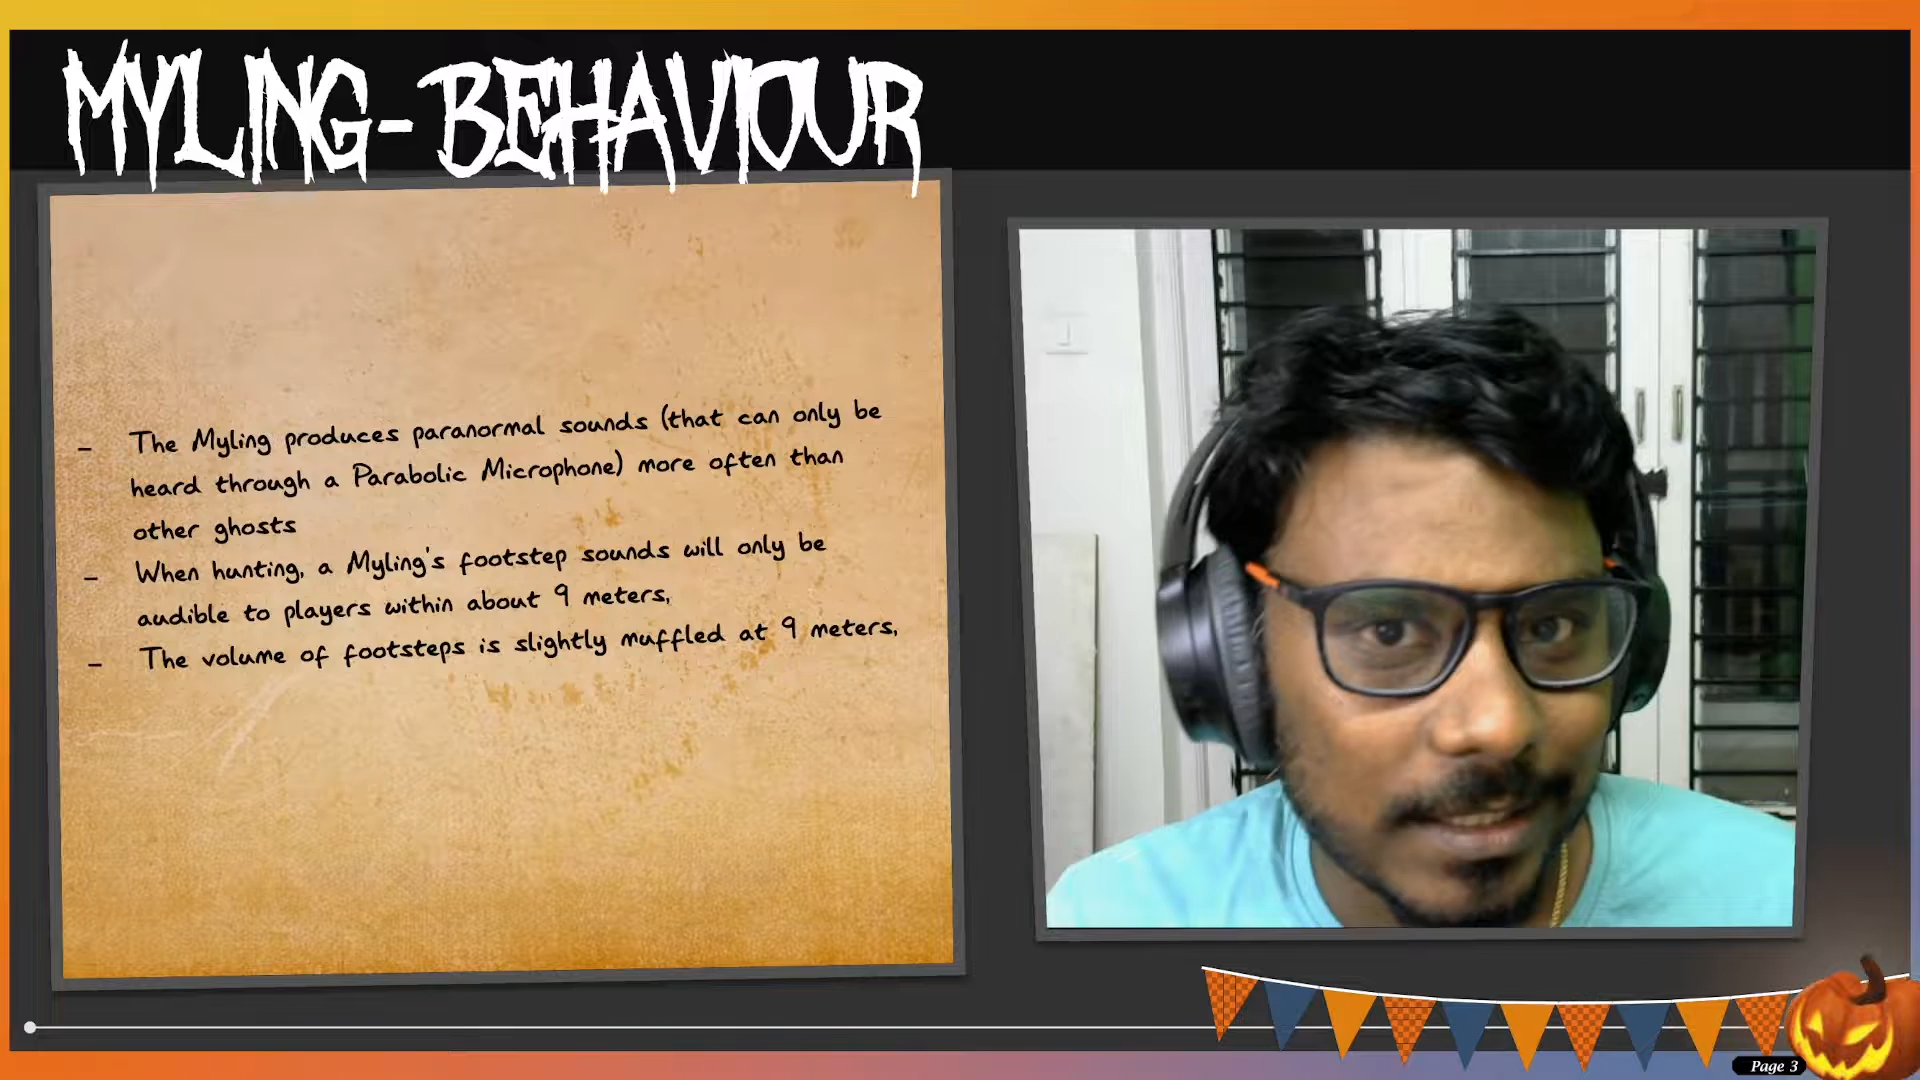 MYLING-BEHAVIOUR
- The Myling produces paranormal sounds (that can only be
heard through a Parabolic Microphone) more often than
other ghosts
- When hunting, a Myling's footstep sounds will only be
audible to players within about 9 meters,
- The volume of footsteps is slightly muffled at 9 meters,
Page 3